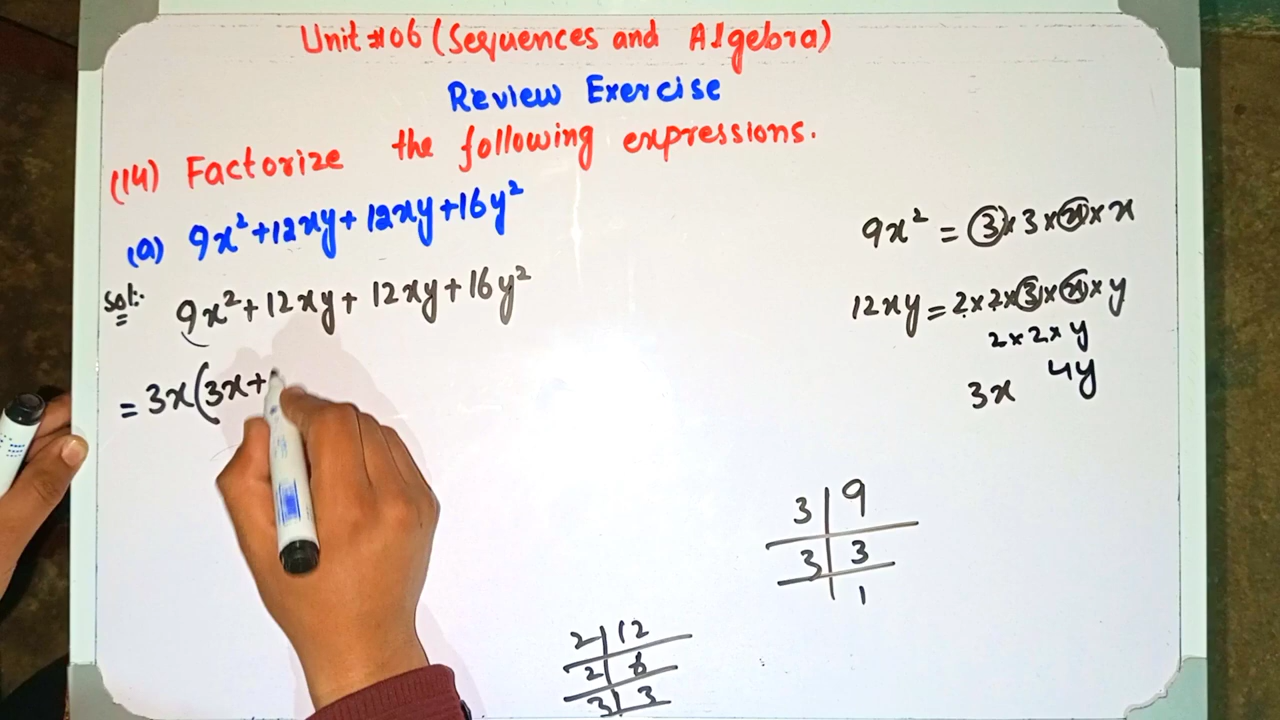 Unit #06 (Sequences and Algebra)
Review Exercise
(14) Factorize the following expressions.
(a) 9x² + 12xy + 12xy + 16y²
Sol:- 9x² + 12xy + 12xy + 16y²
= 3x(3x+
9x² = 3 × 3 × x × x
12xy = 2 × 2 × 3 × x × y
2 × 2 × y
3x 4y
3 | 9
3 | 3
| 1
2 | 12
2 | 6
3 | 3